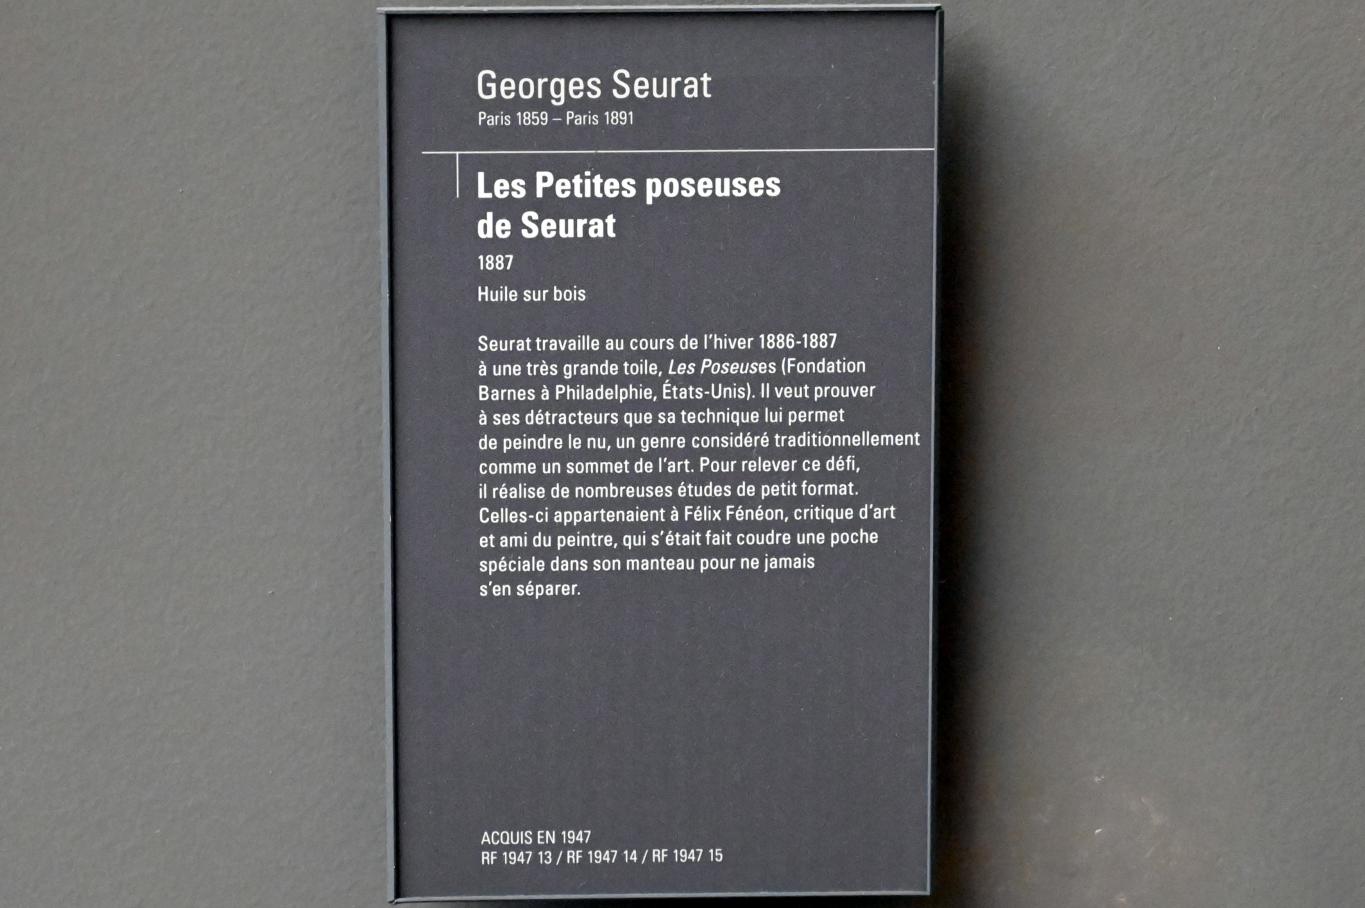 Georges Seurat
Paris 1859 – Paris 1891
Les Petites poseuses
de Seurat
1887
Huile sur bois
Seurat travaille au cours de l'hiver 1886-1887
à une très grande toile, Les Poseuses (Fondation
Barnes à Philadelphie, États-Unis). Il veut prouver
à ses détracteurs que sa technique lui permet
de peindre le nu, un genre considéré traditionnellement
comme un sommet de l'art. Pour relever ce défi,
il réalise de nombreuses études de petit format.
Celles-ci appartenaient à Félix Fénéon, critique d'art
et ami du peintre, qui s'était fait coudre une poche
spéciale dans son manteau pour ne jamais
s'en séparer.
ACQUIS EN 1947
RF 1947 13 / RF 1947 14 / RF 1947 15